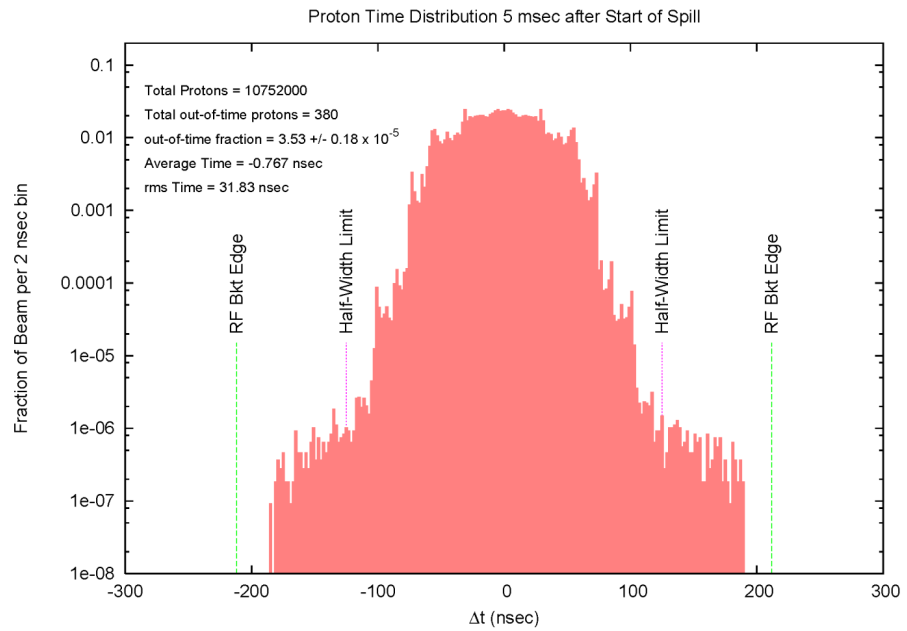 Proton Time Distribution 5 msec after Start of Spill
0.1
0.01
0.001
0.0001
1e-05
1e-06
1e-07
1e-08
Fraction of Beam per 2 nsec bin
Total Protons = 10752000
Total out-of-time protons = 380
out-of-time fraction = 3.53 +/- 0.18 x 10^-5
Average Time = -0.767 nsec
rms Time = 31.83 nsec
RF Bkt Edge
Half-Width Limit
Half-Width Limit
RF Bkt Edge
-300 -200 -100 0 100 200 300
Δt (nsec)